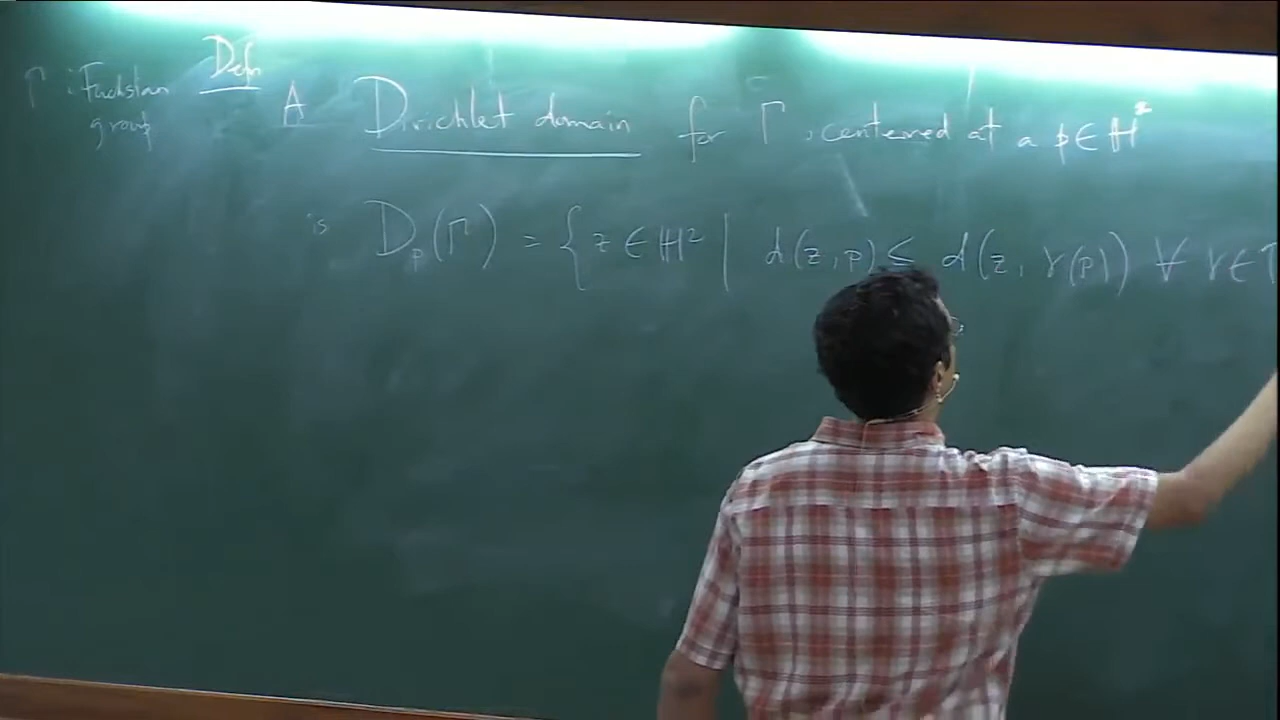 Γ : Fuchsian group
Defn
A Dirichlet domain for Γ, centered at a p ∈ ℍ²
is D_p(Γ) = { z ∈ ℍ² | d(z, p) ≤ d(z, γ(p)) ∀ γ ∈ Γ